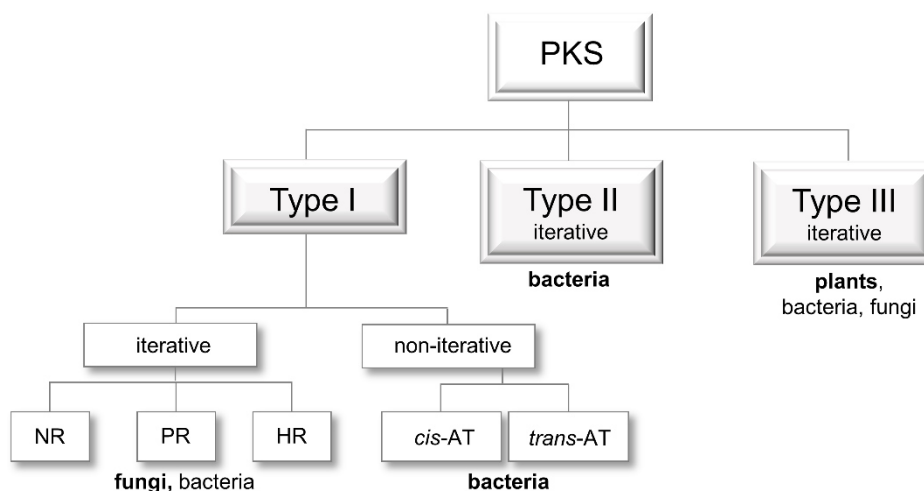 PKS
Type I
Type II
iterative
bacteria
Type III
iterative
plants,
bacteria, fungi
iterative
non-iterative
NR
PR
HR
fungi, bacteria
cis-AT
trans-AT
bacteria